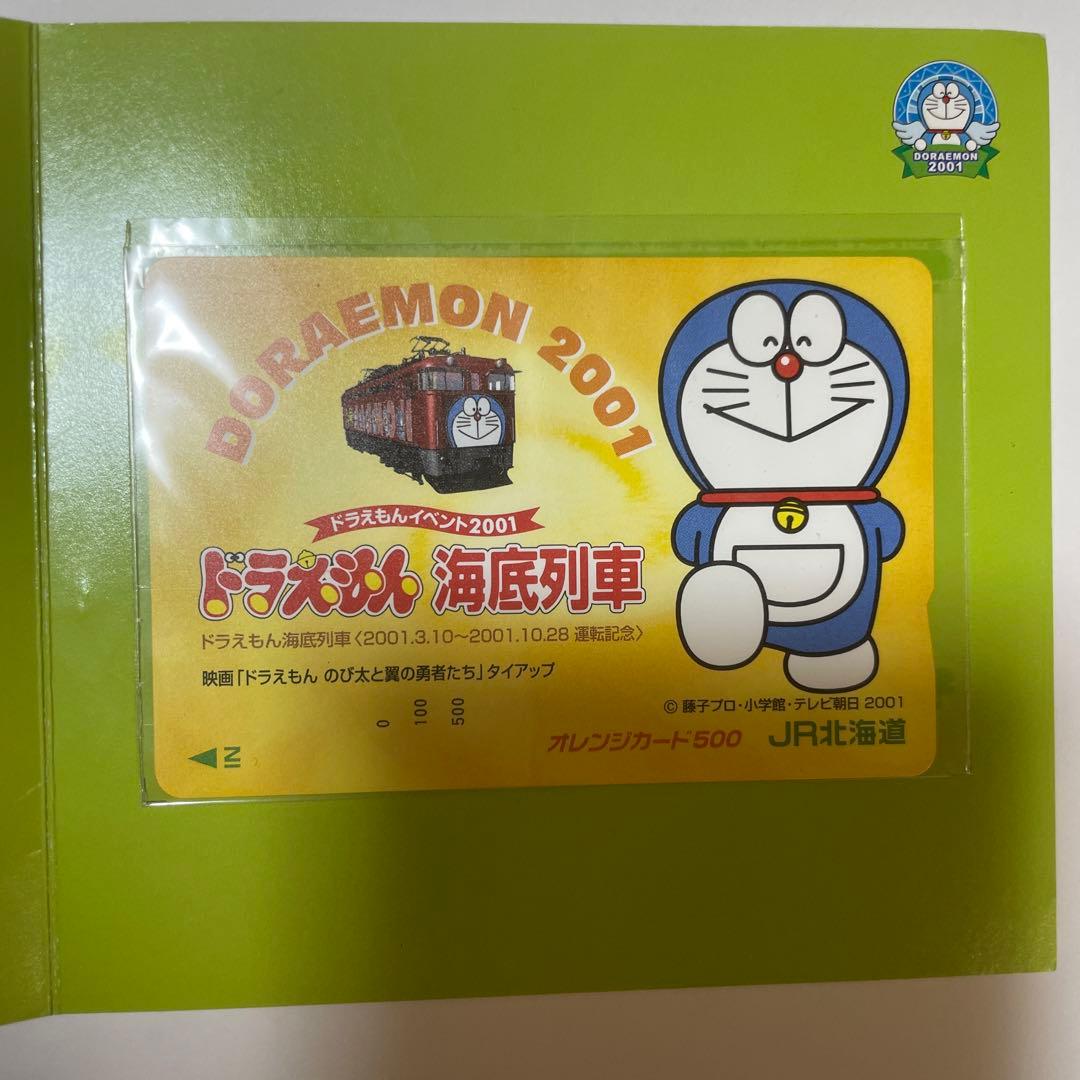 DORAEMON
2001
DORAEMON 2001
ドラえもんイベント2001
ドラえもん 海底列車
ドラえもん海底列車〈2001.3.10～2001.10.28 運転記念〉
映画「ドラえもん のび太と翼の勇者たち」タイアップ
© 藤子プロ・小学館・テレビ朝日 2001
0 100 500
オレンジカード500 JR北海道
IN